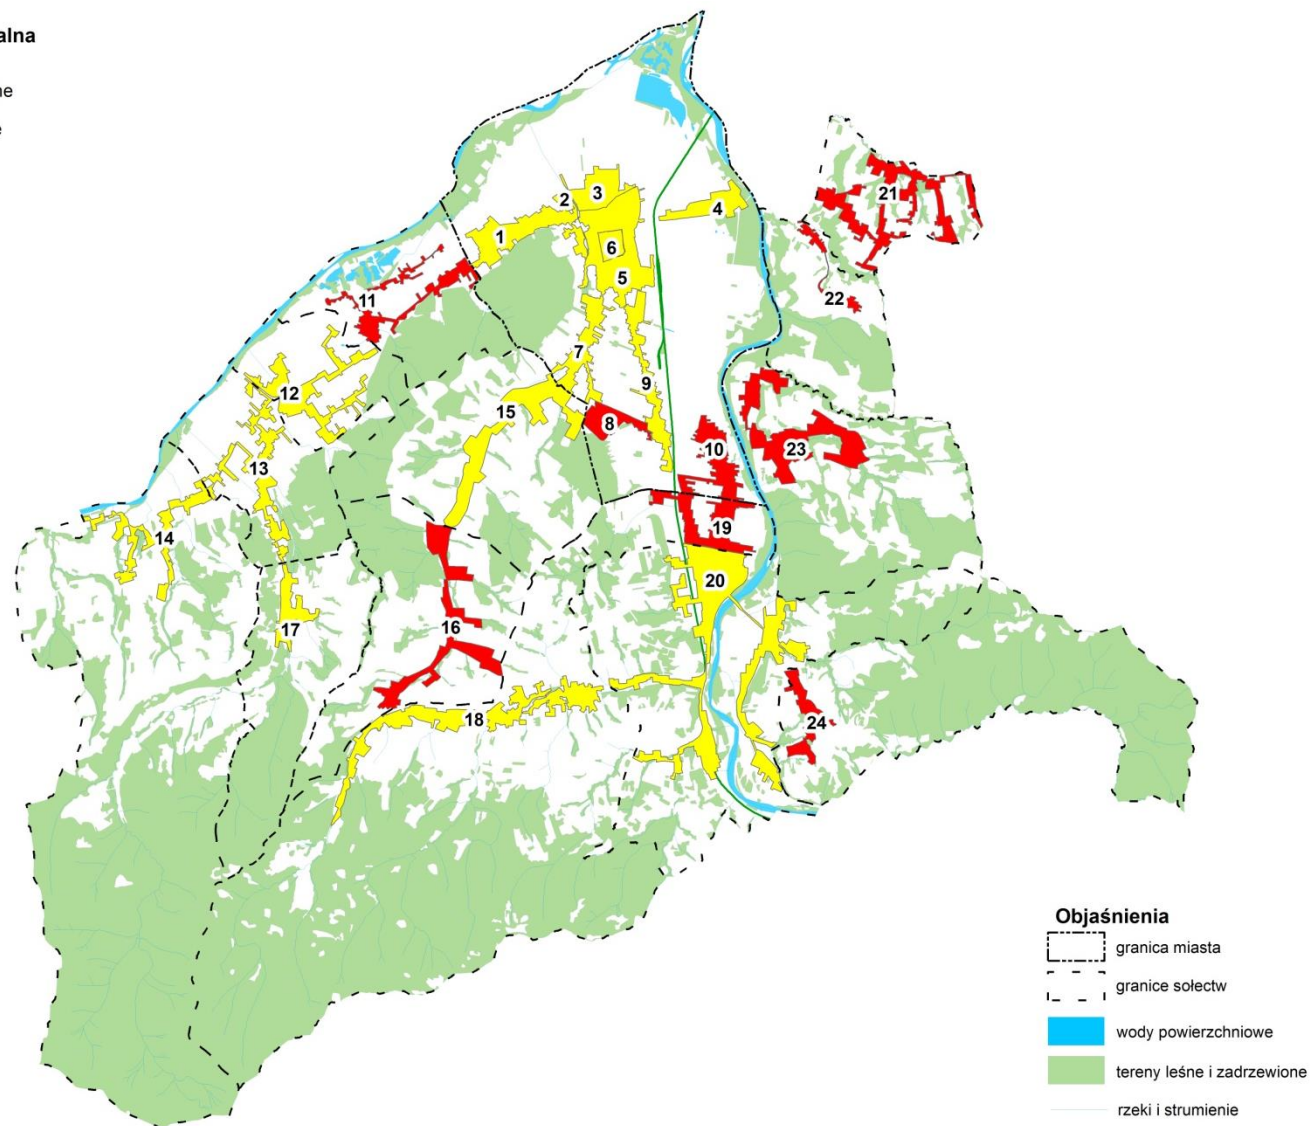 alna
ne
e
3
2
4
21
1
6
5
22
11
7
12
9
15
8
10
23
13
19
14
20
17
16
18
24
Objaśnienia
granica miasta
granice sołectw
wody powierzchniowe
tereny leśne i zadrzewione
rzeki i strumienie